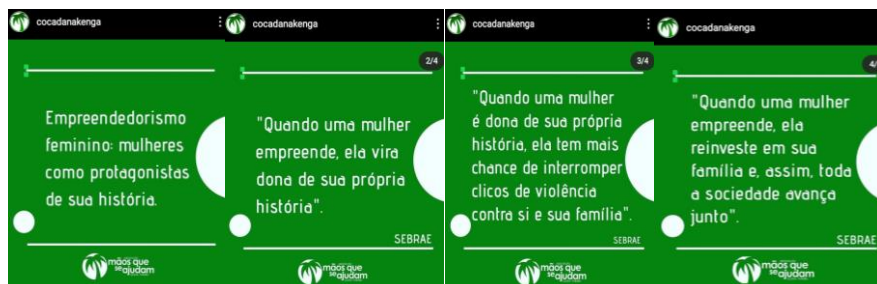 cocadanakenga
Empreendedorismo
feminino: mulheres
como protagonistas
de sua história.
mãos que
se ajudam
cocadanakenga
2/4
"Quando uma mulher
empreende, ela vira
dona de sua própria
história".
SEBRAE
mãos que
se ajudam
cocadanakenga
3/4
"Quando uma mulher
é dona de sua própria
história, ela tem mais
chance de interromper
clicos de violência
contra si e sua família".
SEBRAE
mãos que
se ajudam
cocadanakenga
4/
"Quando uma mulher
empreende, ela
reinveste em sua
família e, assim, toda
a sociedade avança
junto".
SEBRAE
mãos que
se ajudam